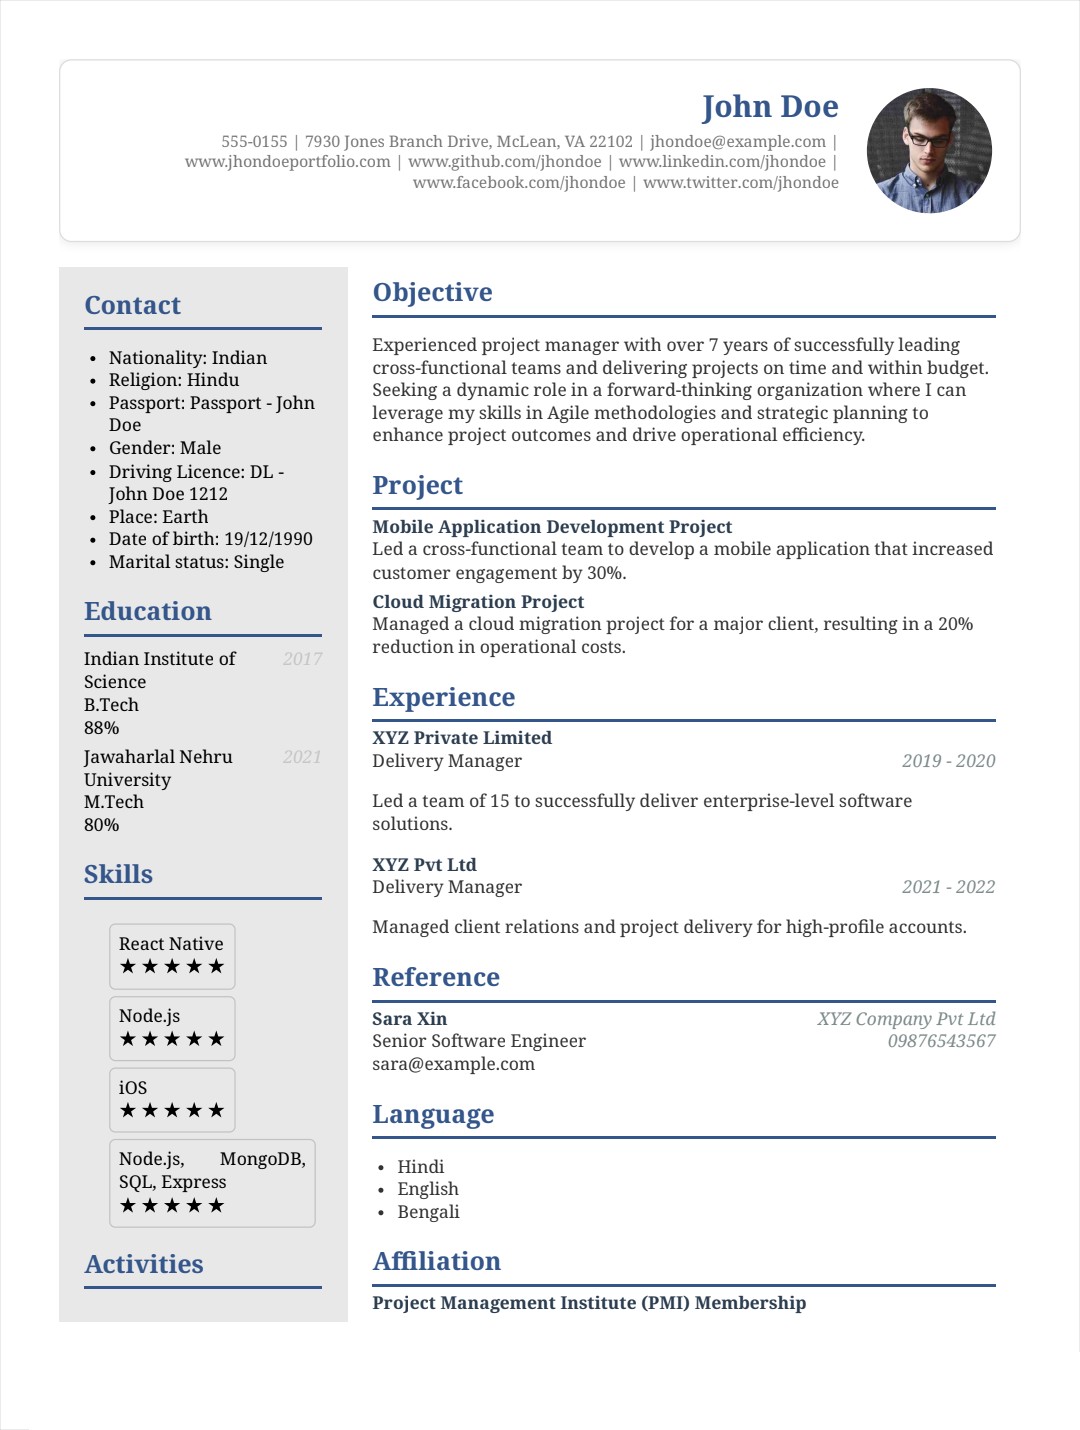 John Doe
555-0155 | 7930 Jones Branch Drive, McLean, VA 22102 | jhondoe@example.com |
www.jhondoeportfolio.com | www.github.com/jhondoe | www.linkedin.com/jhondoe |
www.facebook.com/jhondoe | www.twitter.com/jhondoe
Contact
• Nationality: Indian
• Religion: Hindu
• Passport: Passport - John
Doe
• Gender: Male
• Driving Licence: DL -
John Doe 1212
• Place: Earth
• Date of birth: 19/12/1990
• Marital status: Single
Education
Indian Institute of 2017
Science
B.Tech
88%
Jawaharlal Nehru 2021
University
M.Tech
80%
Skills
React Native
★ ★ ★ ★ ★
Node.js
★ ★ ★ ★ ★
iOS
★ ★ ★ ★ ★
Node.js, MongoDB,
SQL, Express
★ ★ ★ ★ ★
Activities
Objective
Experienced project manager with over 7 years of successfully leading
cross-functional teams and delivering projects on time and within budget.
Seeking a dynamic role in a forward-thinking organization where I can
leverage my skills in Agile methodologies and strategic planning to
enhance project outcomes and drive operational efficiency.
Project
Mobile Application Development Project
Led a cross-functional team to develop a mobile application that increased
customer engagement by 30%.
Cloud Migration Project
Managed a cloud migration project for a major client, resulting in a 20%
reduction in operational costs.
Experience
XYZ Private Limited
Delivery Manager 2019 - 2020
Led a team of 15 to successfully deliver enterprise-level software
solutions.
XYZ Pvt Ltd
Delivery Manager 2021 - 2022
Managed client relations and project delivery for high-profile accounts.
Reference
Sara Xin XYZ Company Pvt Ltd
Senior Software Engineer 09876543567
sara@example.com
Language
• Hindi
• English
• Bengali
Affiliation
Project Management Institute (PMI) Membership